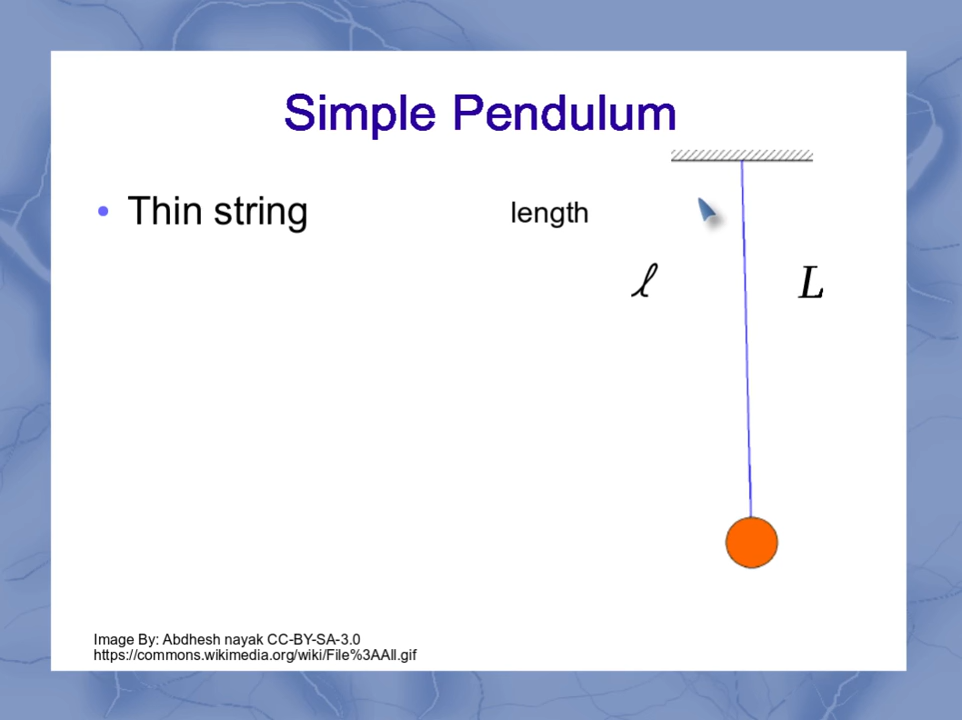 Simple Pendulum
• Thin string
length
ℓ
L
Image By: Abdhesh nayak CC-BY-SA-3.0
https://commons.wikimedia.org/wiki/File%3AAll.gif